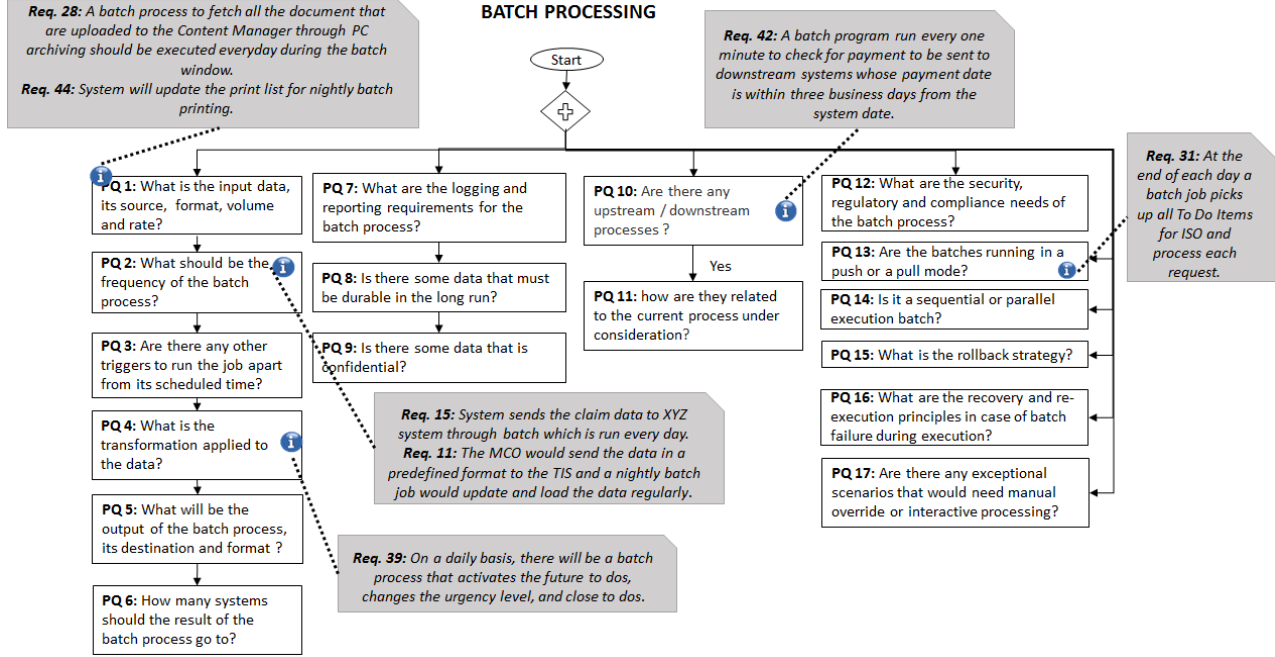 BATCH PROCESSING
Req. 28: A batch process to fetch all the document that
are uploaded to the Content Manager through PC
archiving should be executed everyday during the batch
window.
Req. 44: System will update the print list for nightly batch
printing.
Start
Req. 42: A batch program run every one
minute to check for payment to be sent to
downstream systems whose payment date
is within three business days from the
system date.
Req. 31: At the
end of each day a
batch job picks
up all To Do Items
for ISO and
process each
request.
PQ 1: What is the input data,
its source, format, volume
and rate?
PQ 2: What should be the
frequency of the batch
process?
PQ 3: Are there any other
triggers to run the job apart
from its scheduled time?
PQ 4: What is the
transformation applied to
the data?
PQ 5: What will be the
output of the batch process,
its destination and format ?
PQ 6: How many systems
should the result of the
batch process go to?
PQ 7: What are the logging and
reporting requirements for the
batch process?
PQ 8: Is there some data that must
be durable in the long run?
PQ 9: Is there some data that is
confidential?
PQ 10: Are there any
upstream / downstream
processes ?
Yes
PQ 11: how are they related
to the current process under
consideration?
PQ 12: What are the security,
regulatory and compliance needs of
the batch process?
PQ 13: Are the batches running in a
push or a pull mode?
PQ 14: Is it a sequential or parallel
execution batch?
PQ 15: What is the rollback strategy?
PQ 16: What are the recovery and re-
execution principles in case of batch
failure during execution?
PQ 17: Are there any exceptional
scenarios that would need manual
override or interactive processing?
Req. 15: System sends the claim data to XYZ
system through batch which is run every day.
Req. 11: The MCO would send the data in a
predefined format to the TIS and a nightly batch
job would update and load the data regularly.
Req. 39: On a daily basis, there will be a batch
process that activates the future to dos,
changes the urgency level, and close to dos.